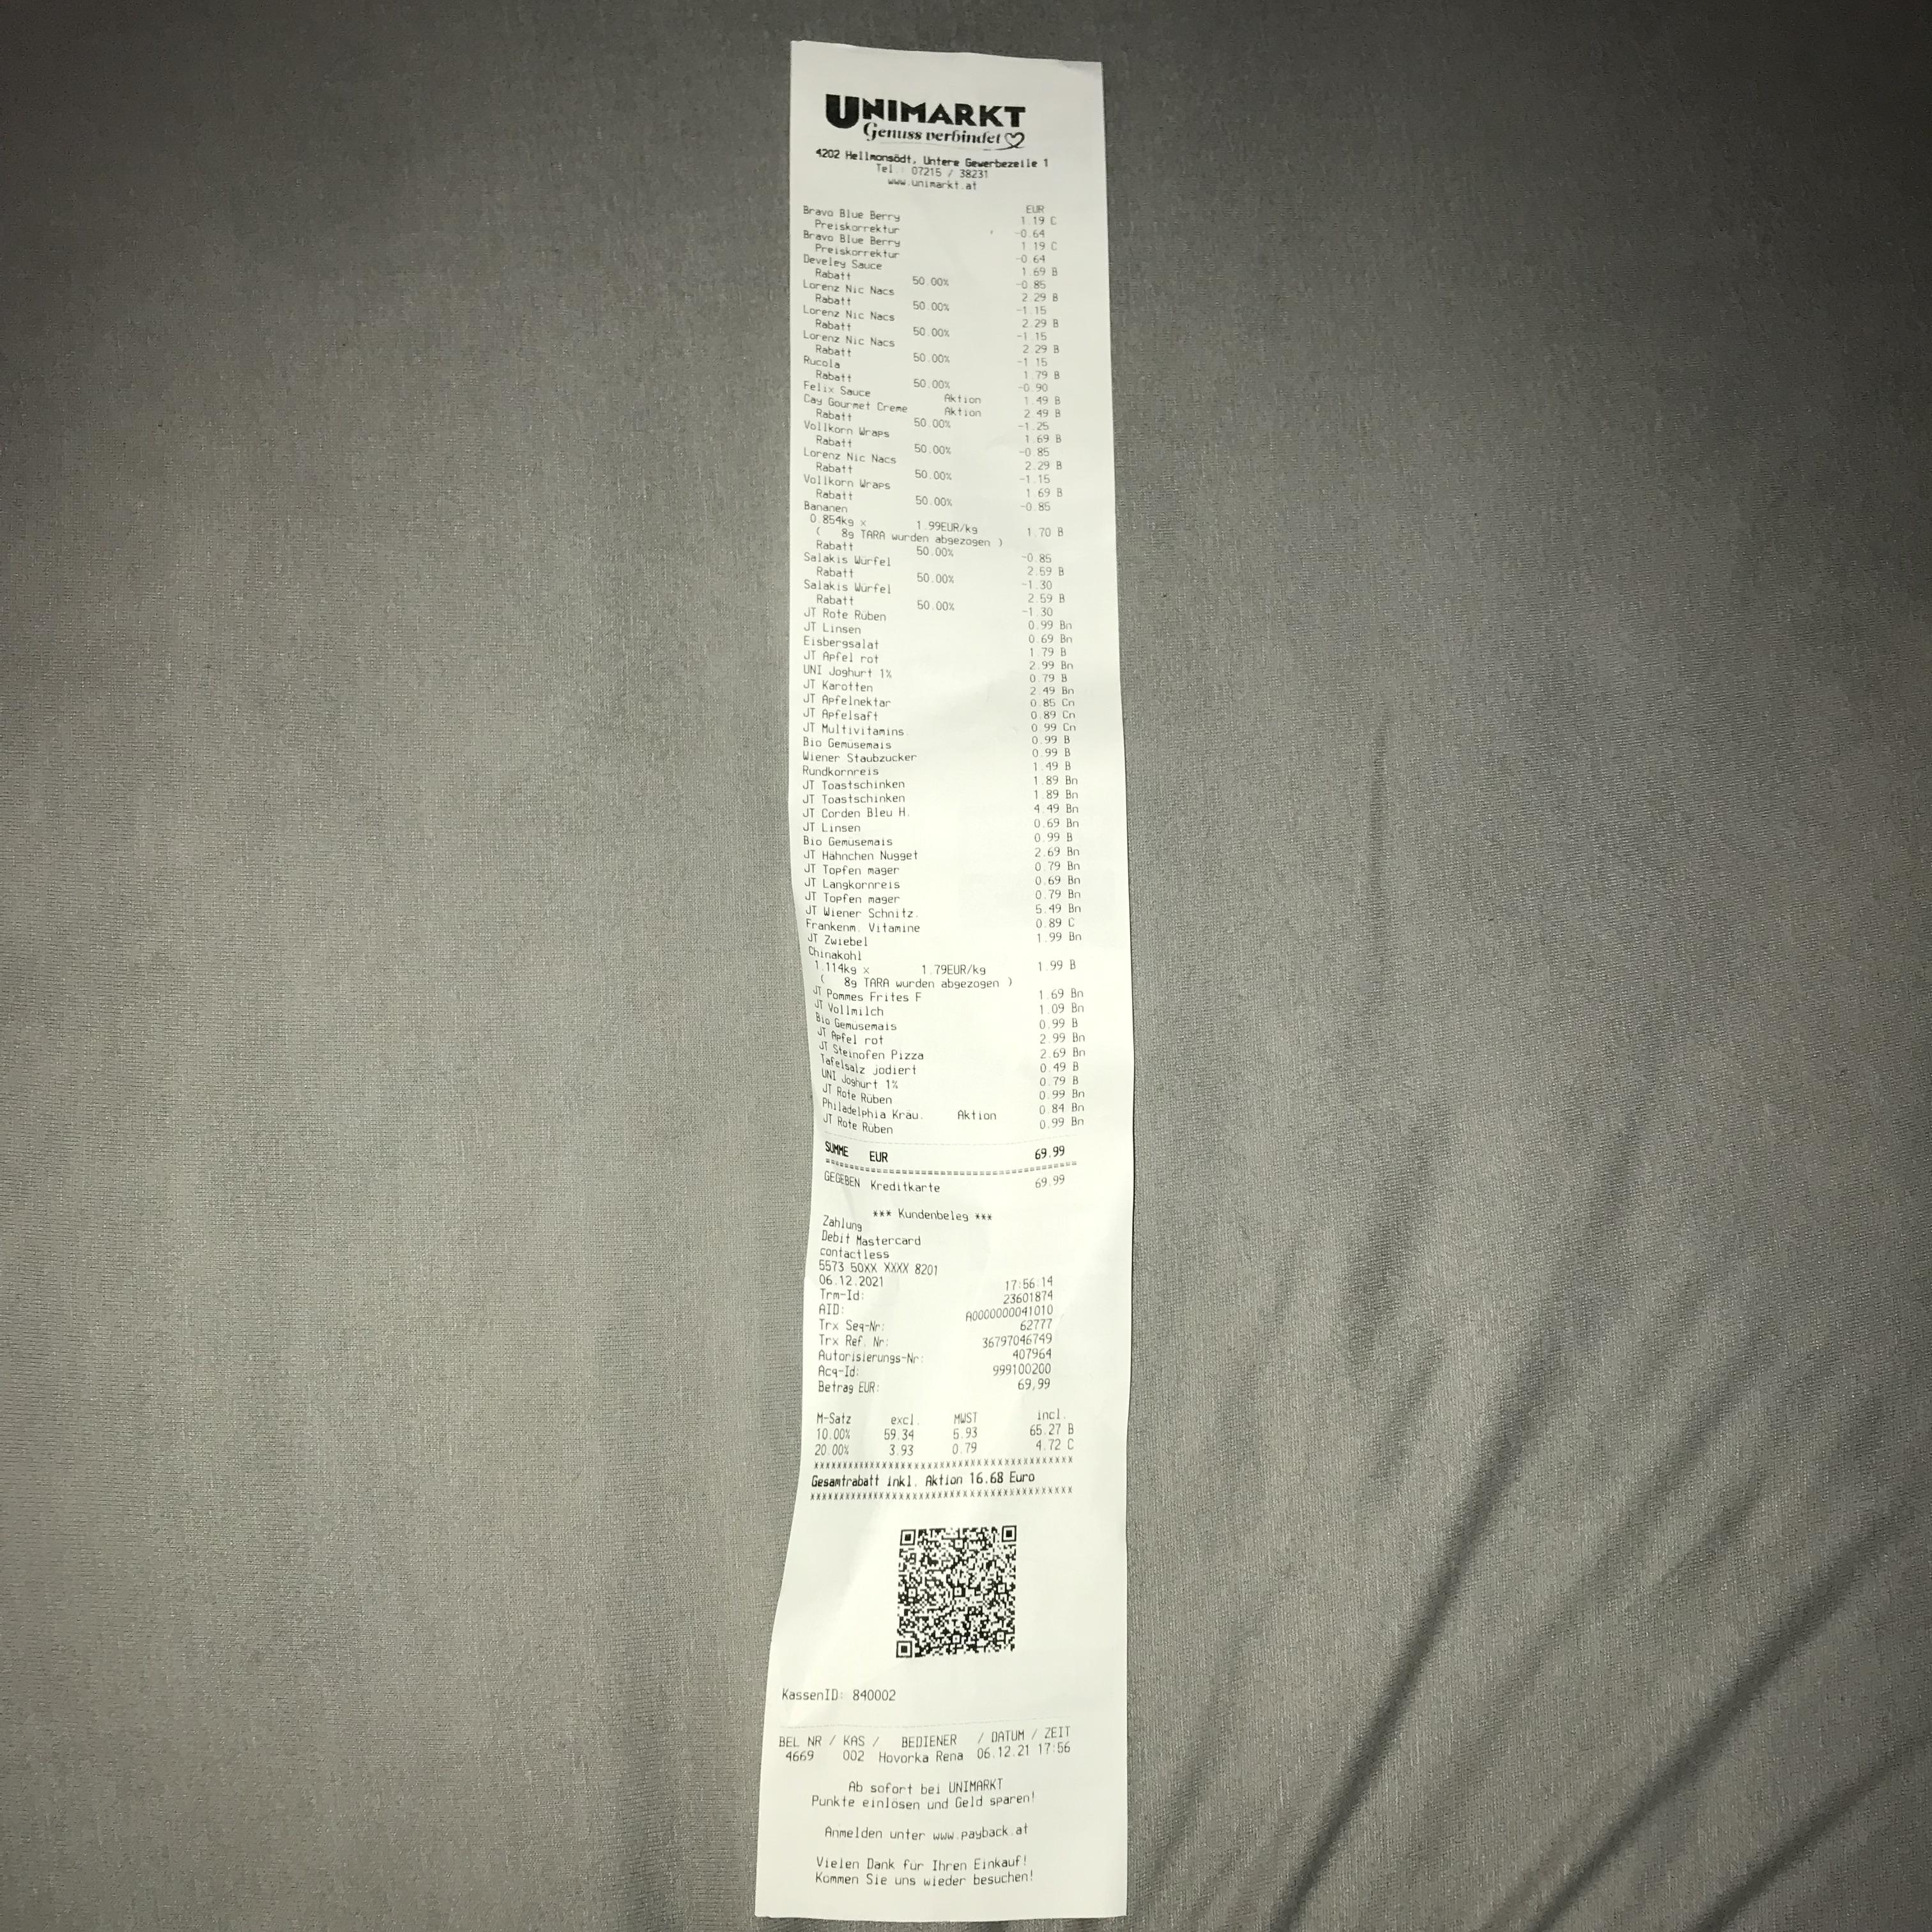 UNIMARKT
Genuss verbindet
4202 Hellmonsödt, Untere Gewerbezeile 1
Tel.: 07215 / 38231
www.unimarkt.at
EUR
Bravo Blue Berry 1.19 C
Preiskorrektur -0.64
Bravo Blue Berry 1.19 C
Preiskorrektur -0.64
Develey Sauce 1.69 B
Rabatt 50.00% -0.85
Lorenz Nic Nacs 2.29 B
Rabatt 50.00% -1.15
Lorenz Nic Nacs 2.29 B
Rabatt 50.00% -1.15
Lorenz Nic Nacs 2.29 B
Rabatt 50.00% -1.15
Rucola 1.79 B
Rabatt 50.00% -0.90
Felix Sauce Aktion 1.49 B
Cay Gourmet Creme Aktion 2.49 B
Rabatt 50.00% -1.25
Vollkorn Wraps 1.69 B
Rabatt 50.00% -0.85
Lorenz Nic Nacs 2.29 B
Rabatt 50.00% -1.15
Vollkorn Wraps 1.69 B
Rabatt 50.00% -0.85
Bananen
0.854kg x 1.99EUR/kg 1.70 B
( 8g TARA wurden abgezogen )
Rabatt 50.00% -0.85
Salakis Würfel 2.59 B
Rabatt 50.00% -1.30
Salakis Würfel 2.59 B
Rabatt 50.00% -1.30
JT Rote Rüben 0.99 Bn
JT Linsen 0.69 Bn
Eisbergsalat 1.79 B
JT Apfel rot 2.99 Bn
UNI Joghurt 1% 0.79 B
JT Karotten 2.49 Bn
JT Apfelnektar 0.85 Cn
JT Apfelsaft 0.89 Cn
JT Multivitamins. 0.99 Cn
Bio Gemüsemais 0.99 B
Wiener Staubzucker 0.99 B
Rundkornreis 1.49 B
JT Toastschinken 1.89 Bn
JT Toastschinken 1.89 Bn
JT Corden Bleu H. 4.49 Bn
JT Linsen 0.69 Bn
Bio Gemüsemais 0.99 B
JT Hähnchen Nugget 2.69 Bn
JT Topfen mager 0.79 Bn
JT Langkornreis 0.69 Bn
JT Topfen mager 0.79 Bn
JT Wiener Schnitz. 5.49 Bn
Frankenm. Vitamine 0.89 C
JT Zwiebel 1.99 Bn
Chinakohl
1.114kg x 1.79EUR/kg 1.99 B
( 8g TARA wurden abgezogen )
JT Pommes Frites F 1.69 Bn
JT Vollmilch 1.09 Bn
Bio Gemüsemais 0.99 B
JT Apfel rot 2.99 Bn
JT Steinofen Pizza 2.69 Bn
Tafelsalz jodiert 0.49 B
UNI Joghurt 1% 0.79 B
JT Rote Rüben 0.99 Bn
Philadelphia Kräu. Aktion 0.84 Bn
JT Rote Rüben 0.99 Bn
SUMME EUR 69.99
GEGEBEN Kreditkarte 69.99
*** Kundenbeleg ***
Zahlung
Debit Mastercard
contactless
5573 50XX XXXX 8201
06.12.2021 17:56:14
Trm-Id: 23601874
AID: A0000000041010
Trx Seq-Nr: 62777
Trx Ref. Nr: 36797046749
Autorisierungs-Nr: 407964
Acq-Id: 999100200
Betrag EUR: 69,99
M-Satz excl. MWST incl.
10.00% 59.34 5.93 65.27 B
20.00% 3.93 0.79 4.72 C
Gesamtrabatt inkl. Aktion 16.68 Euro
KassenID: 840002
BEL NR / KAS / BEDIENER / DATUM / ZEIT
4669 002 Hovorka Rena 06.12.21 17:56
Ab sofort bei UNIMARKT
Punkte einlösen und Geld sparen!
Anmelden unter www.payback.at
Vielen Dank für Ihren Einkauf!
Kommen Sie uns wieder besuchen!